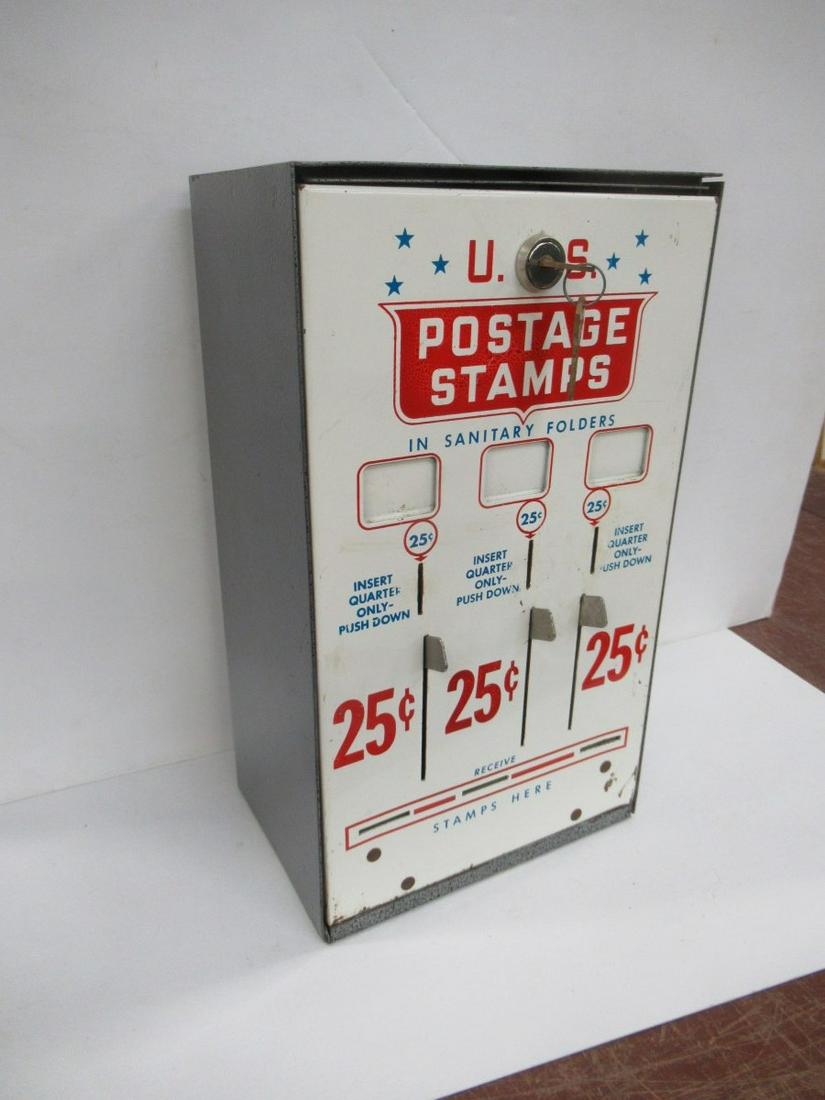 U. S.
POSTAGE
STAMPS
IN SANITARY FOLDERS
25¢
25¢
25¢
INSERT
QUARTER
ONLY-
PUSH DOWN
INSERT
QUARTER
ONLY-
PUSH DOWN
INSERT
QUARTER
ONLY-
PUSH DOWN
25¢
25¢
25¢
RECEIVE
STAMPS HERE